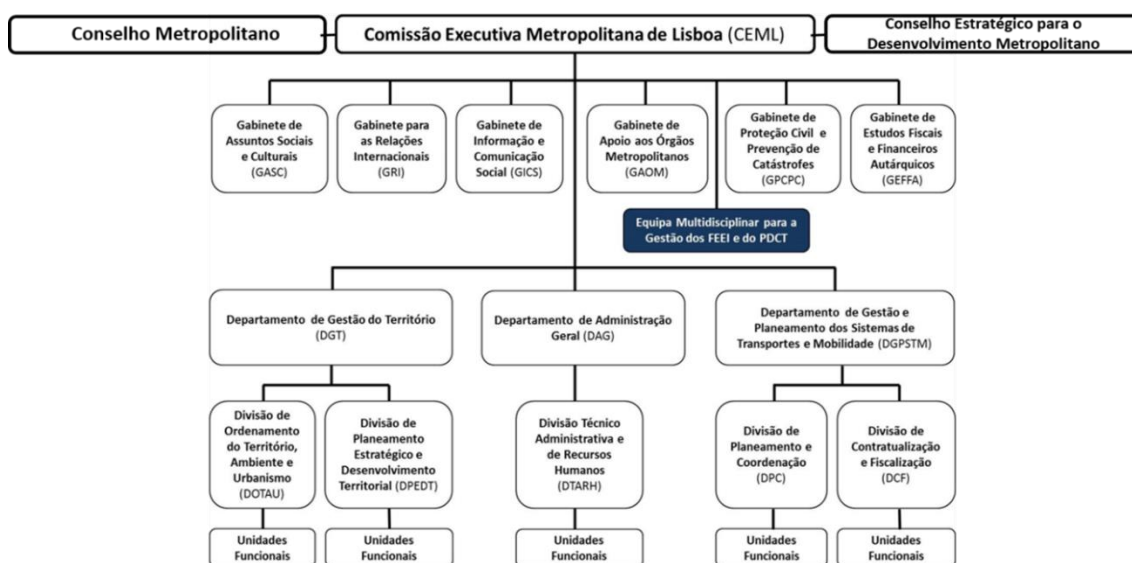 Conselho Metropolitano
Comissão Executiva Metropolitana de Lisboa (CEML)
Conselho Estratégico para o
Desenvolvimento Metropolitano
Gabinete de
Assuntos Sociais
e Culturais
(GASC)
Gabinete para
as Relações
Internacionais
(GRI)
Gabinete de
Informação e
Comunicação
Social (GICS)
Gabinete de
Apoio aos Órgãos
Metropolitanos
(GAOM)
Gabinete de
Proteção Civil e
Prevenção de
Catástrofes
(GPCPC)
Gabinete de
Estudos Fiscais
e Financeiros
Autárquicos
(GEFFA)
Equipa Multidisciplinar para a
Gestão dos FEEI e do PDCT
Departamento de Gestão do Território
(DGT)
Departamento de Administração
Geral (DAG)
Departamento de Gestão e
Planeamento dos Sistemas de
Transportes e Mobilidade (DGPSTM)
Divisão de
Ordenamento
do Território,
Ambiente e
Urbanismo
(DOTAU)
Divisão de
Planeamento
Estratégico e
Desenvolvimento
Territorial (DPEDT)
Divisão Técnico
Administrativa e
de Recursos
Humanos
(DTARH)
Divisão de
Planeamento e
Coordenação
(DPC)
Divisão de
Contratualização
e Fiscalização
(DCF)
Unidades
Funcionais
Unidades
Funcionais
Unidades
Funcionais
Unidades
Funcionais
Unidades
Funcionais